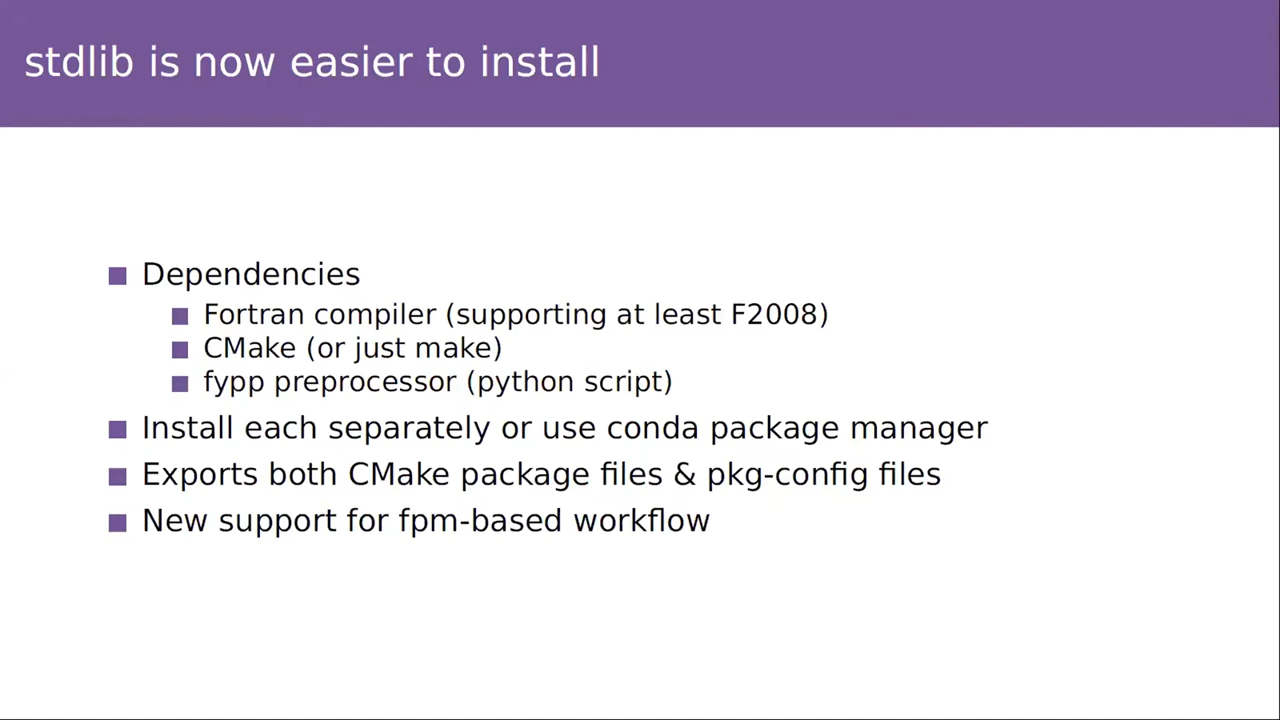 stdlib is now easier to install
Dependencies
Fortran compiler (supporting at least F2008)
CMake (or just make)
fypp preprocessor (python script)
Install each separately or use conda package manager
Exports both CMake package files & pkg-config files
New support for fpm-based workflow